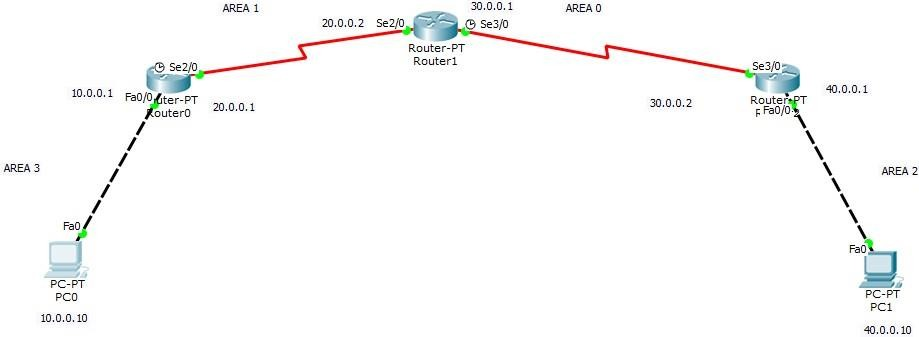 AREA 1
30.0.0.1
AREA 0
20.0.0.2
Se2/0
Se3/0
Router-PT
Router1
Se2/0
Se3/0
10.0.0.1
Fa0/0
20.0.0.1
30.0.0.2
40.0.0.1
Fa0/0
AREA 3
AREA 2
Fa0
Fa0
PC-PT
PC0
10.0.0.10
PC-PT
PC1
40.0.0.10